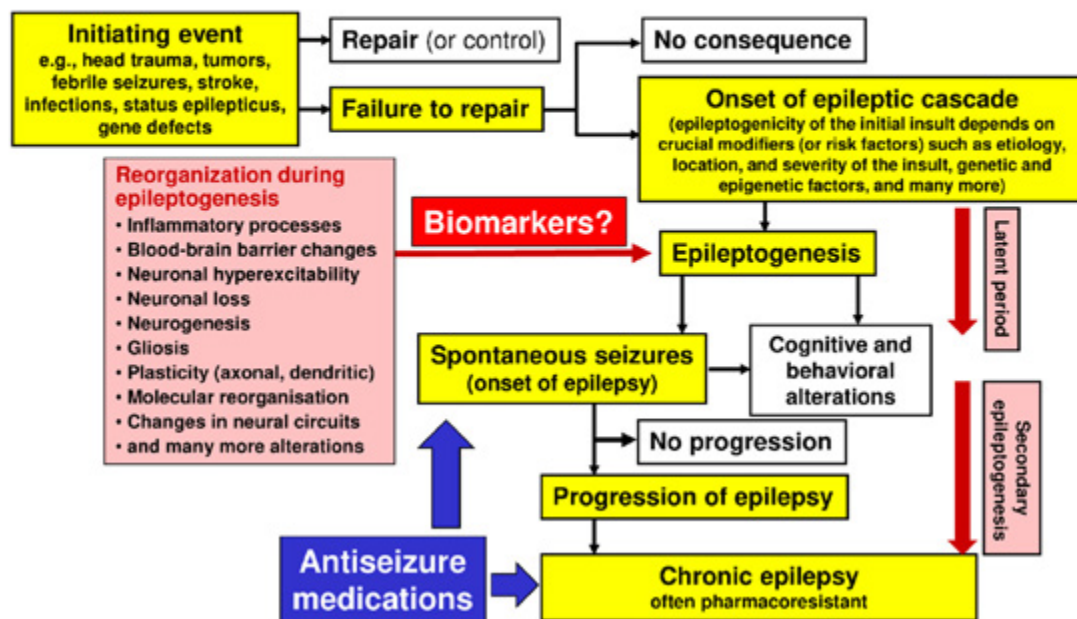 Initiating event
e.g., head trauma, tumors,
febrile seizures, stroke,
infections, status epilepticus,
gene defects
Repair (or control)
Failure to repair
No consequence
Onset of epileptic cascade
(epileptogenicity of the initial insult depends on
crucial modifiers (or risk factors) such as etiology,
location, and severity of the insult, genetic and
epigenetic factors, and many more)
Reorganization during
epileptogenesis
• Inflammatory processes
• Blood-brain barrier changes
• Neuronal hyperexcitability
• Neuronal loss
• Neurogenesis
• Gliosis
• Plasticity (axonal, dendritic)
• Molecular reorganisation
• Changes in neural circuits
• and many more alterations
Biomarkers?
Epileptogenesis
Latent period
Spontaneous seizures
(onset of epilepsy)
Cognitive and
behavioral
alterations
No progression
Secondary
epileptogenesis
Progression of epilepsy
Antiseizure
medications
Chronic epilepsy
often pharmacoresistant